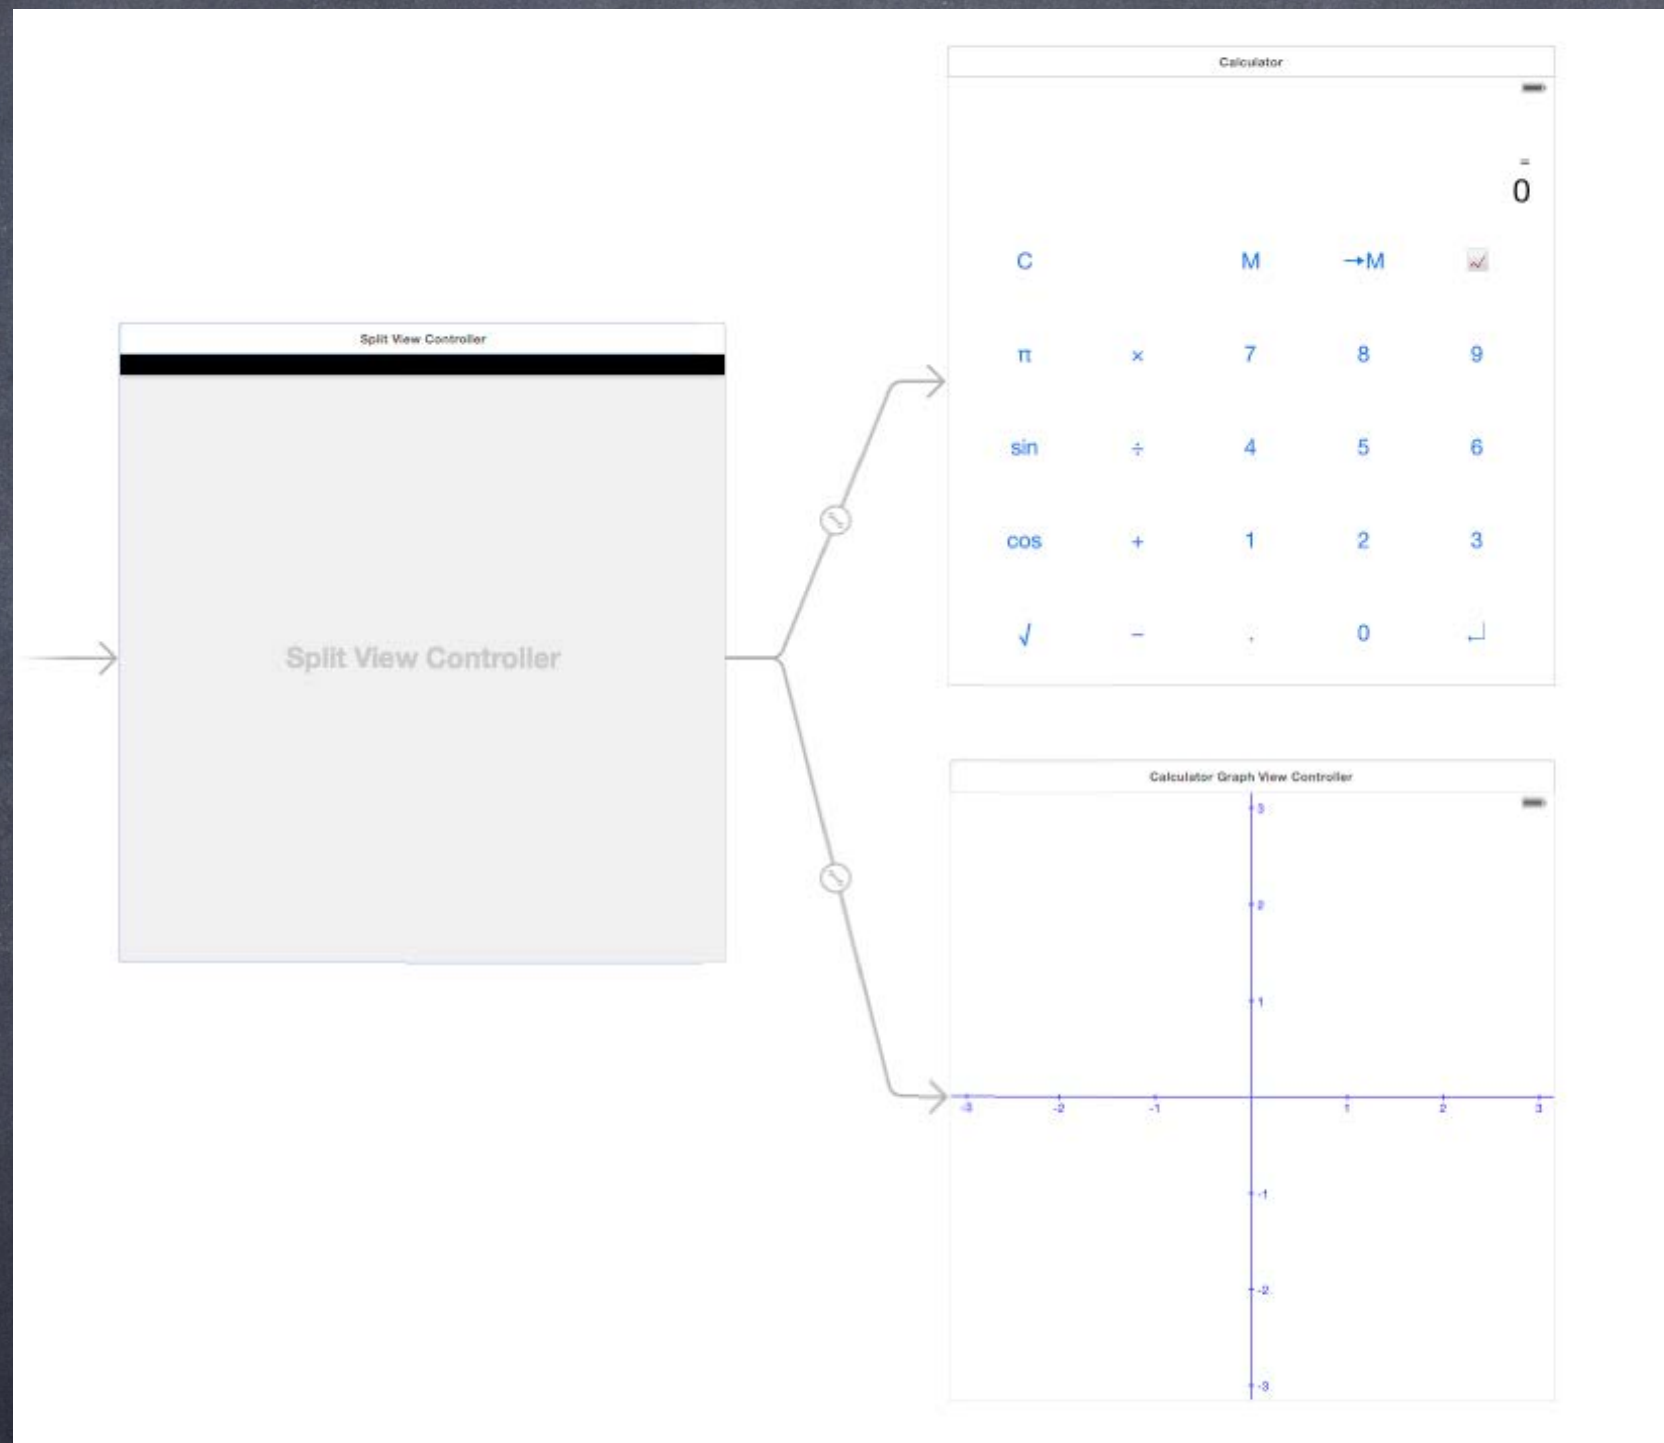 Calculator
=
0
C M →M
π × 7 8 9
Split View Controller
sin ÷ 4 5 6
cos + 1 2 3
√ − . 0 ↵
Split View Controller
Calculator Graph View Controller
3
2
1
-3 -2 -1 1 2 3
-1
-2
-3